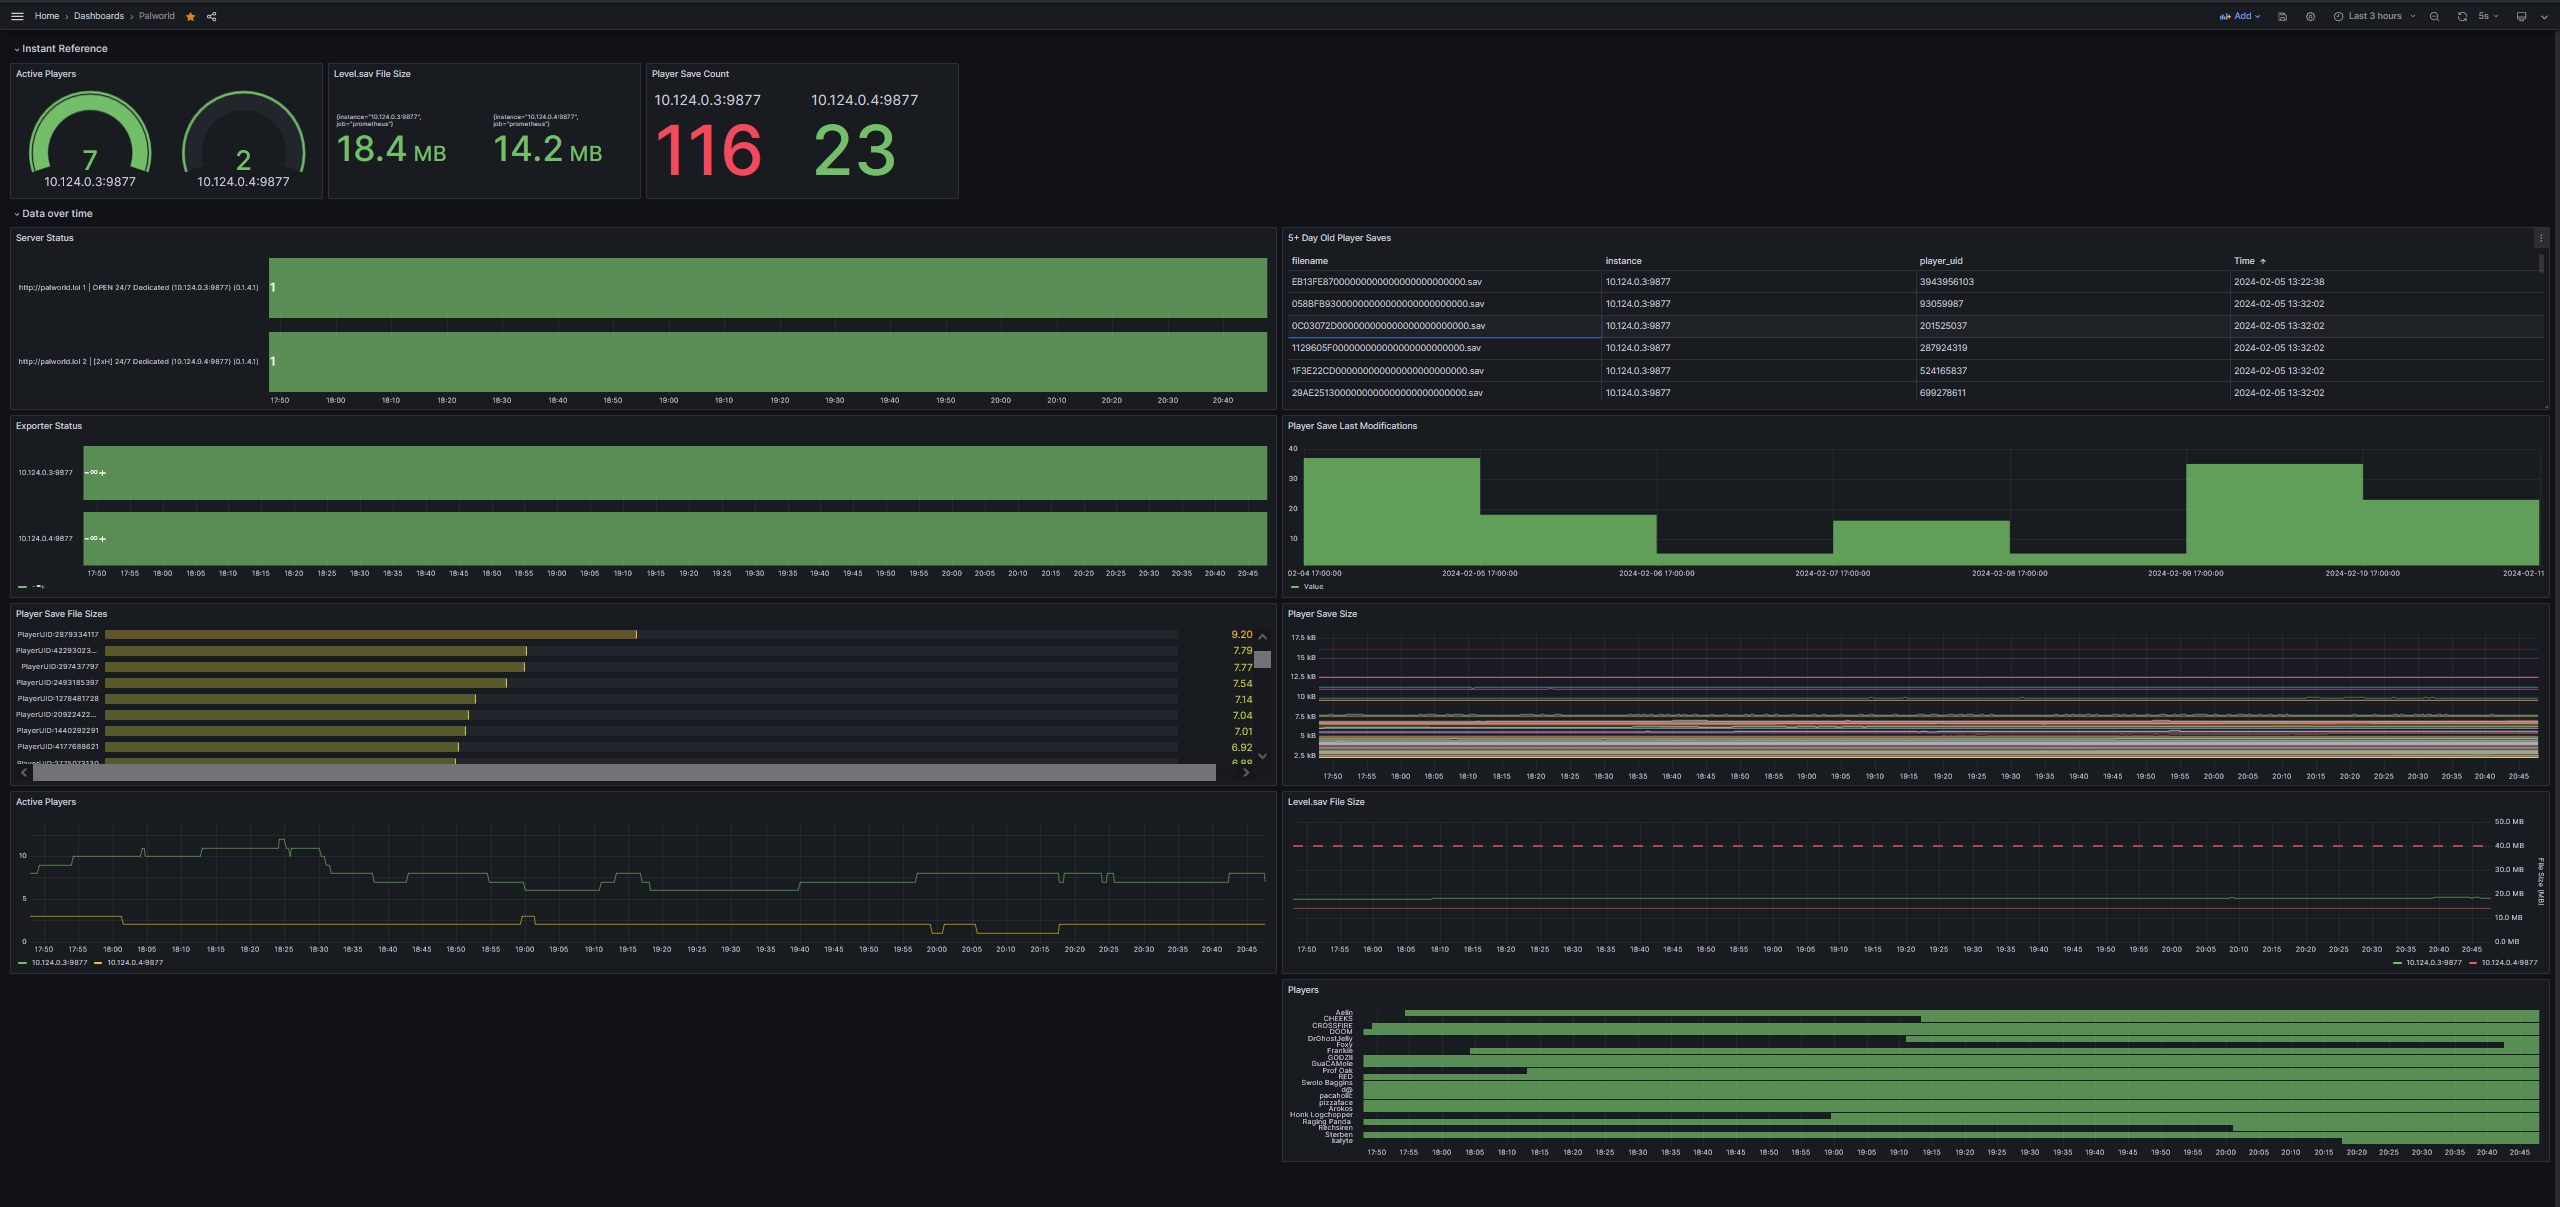 Home › Dashboards › Palworld
Add
Last 3 hours
5s
Instant Reference
Active Players
7
10.124.0.3:9877
2
10.124.0.4:9877
Level.sav File Size
{instance="10.124.0.3:9877",
job="prometheus"}
18.4 MB
{instance="10.124.0.4:9877",
job="prometheus"}
14.2 MB
Player Save Count
10.124.0.3:9877
116
10.124.0.4:9877
23
Data over time
Server Status
http://palworld.lol 1 | OPEN 24/7 Dedicated (10.124.0.3:9877) (0.1.4.1)
1
http://palworld.lol 2 | [2xH] 24/7 Dedicated (10.124.0.4:9877) (0.1.4.1)
1
17:50 18:00 18:10 18:20 18:30 18:40 18:50 19:00 19:10 19:20 19:30 19:40 19:50 20:00 20:10 20:20 20:30 20:40
5+ Day Old Player Saves
filename instance player_uid Time
10.124.0.3:9877 3943956103 2024-02-05 13:22:38
10.124.0.3:9877 93059987 2024-02-05 13:32:02
10.124.0.3:9877 201525037 2024-02-05 13:32:02
10.124.0.3:9877 287924319 2024-02-05 13:32:02
10.124.0.3:9877 524165837 2024-02-05 13:32:02
10.124.0.3:9877 699278611 2024-02-05 13:32:02
Exporter Status
10.124.0.3:9877
-∞+
10.124.0.4:9877
-∞+
17:50 17:55 18:00 18:05 18:10 18:15 18:20 18:25 18:30 18:35 18:40 18:45 18:50 18:55 19:00 19:05 19:10 19:15 19:20 19:25 19:30 19:35 19:40 19:45 19:50 19:55 20:00 20:05 20:10 20:15 20:20 20:25 20:30 20:35 20:40 20:45
-∞+
Player Save Last Modifications
40
30
20
10
02-04 17:00:00 2024-02-05 17:00:00 2024-02-06 17:00:00 2024-02-07 17:00:00 2024-02-08 17:00:00 2024-02-09 17:00:00 2024-02-10 17:00:00 2024-02-11
Value
Player Save File Sizes
PlayerUID:2879334117 9.20
PlayerUID:42293023... 7.79
PlayerUID:297437797 7.77
PlayerUID:2493185397 7.54
PlayerUID:1278481728 7.14
PlayerUID:20922422... 7.04
PlayerUID:1440292291 7.01
PlayerUID:4177688621 6.92
PlayerUID:2775073130 6.88
Player Save Size
17.5 kB
15 kB
12.5 kB
10 kB
7.5 kB
5 kB
2.5 kB
17:50 17:55 18:00 18:05 18:10 18:15 18:20 18:25 18:30 18:35 18:40 18:45 18:50 18:55 19:00 19:05 19:10 19:15 19:20 19:25 19:30 19:35 19:40 19:45 19:50 19:55 20:00 20:05 20:10 20:15 20:20 20:25 20:30 20:35 20:40 20:45
Active Players
10
5
0
17:50 17:55 18:00 18:05 18:10 18:15 18:20 18:25 18:30 18:35 18:40 18:45 18:50 18:55 19:00 19:05 19:10 19:15 19:20 19:25 19:30 19:35 19:40 19:45 19:50 19:55 20:00 20:05 20:10 20:15 20:20 20:25 20:30 20:35 20:40 20:45
10.124.0.3:9877 10.124.0.4:9877
Level.sav File Size
50.0 MB
40.0 MB
30.0 MB
20.0 MB
10.0 MB
0.0 MB
File Size (MB)
17:50 17:55 18:00 18:05 18:10 18:15 18:20 18:25 18:30 18:35 18:40 18:45 18:50 18:55 19:00 19:05 19:10 19:15 19:20 19:25 19:30 19:35 19:40 19:45 19:50 19:55 20:00 20:05 20:10 20:15 20:20 20:25 20:30 20:35 20:40 20:45
10.124.0.3:9877 10.124.0.4:9877
Players
Aelin
CHEEKS
CROSSFIRE
DOOM
DrGhostJelly
Foxy
Frankie
GODZIII
GuaCAMole
Prof Oak
RED
Swolo Baggins
d@
pacaholic
pizzaface
Arokos
Honk Logchopper
Raging Panda
Rechsiren
Sterben
kalyte
17:50 17:55 18:00 18:05 18:10 18:15 18:20 18:25 18:30 18:35 18:40 18:45 18:50 18:55 19:00 19:05 19:10 19:15 19:20 19:25 19:30 19:35 19:40 19:45 19:50 19:55 20:00 20:05 20:10 20:15 20:20 20:25 20:30 20:35 20:40 20:45